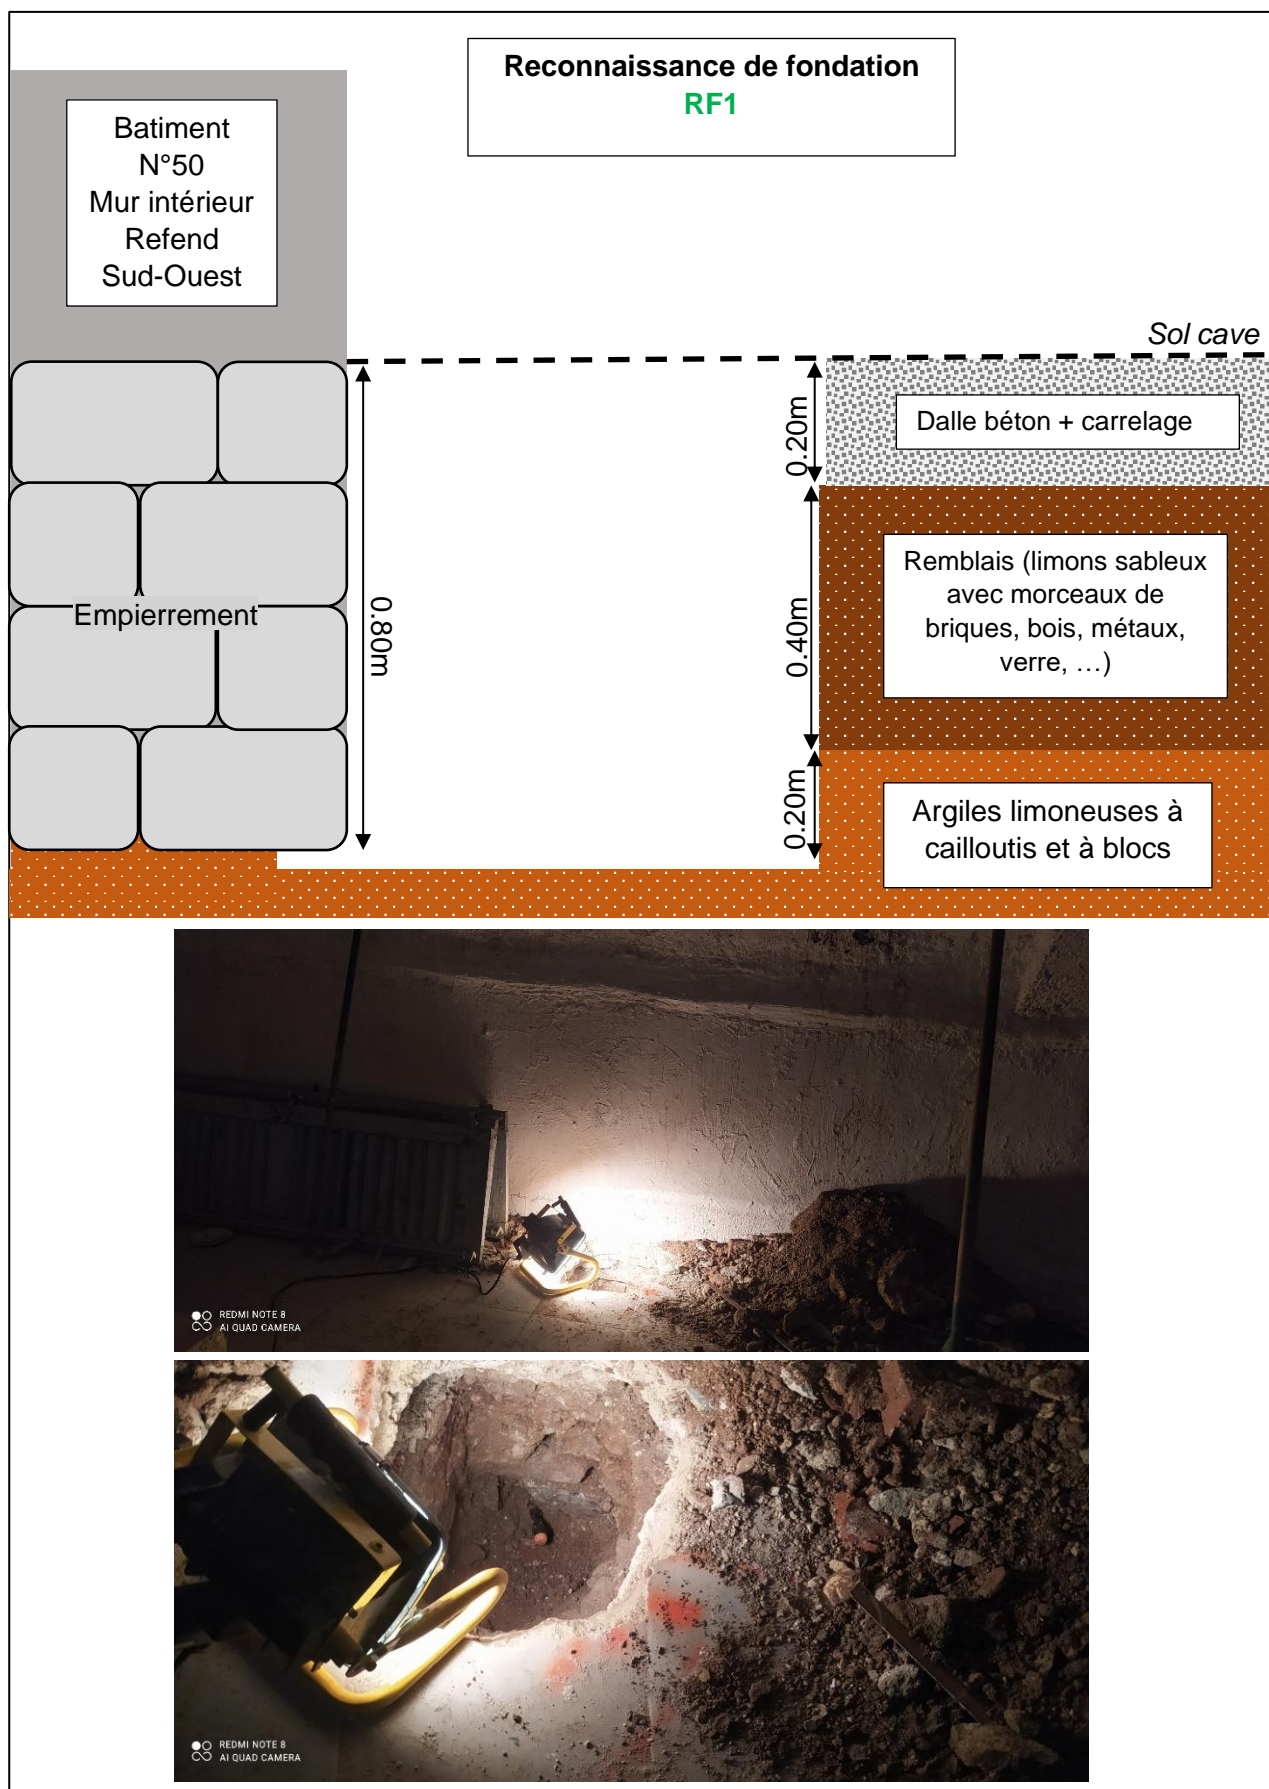 Reconnaissance de fondation
RF1
Batiment
N°50
Mur intérieur
Refend
Sud-Ouest
Sol cave
0.20m
Dalle béton + carrelage
Empierrement
0.80m
0.40m
Remblais (limons sableux
avec morceaux de
briques, bois, métaux,
verre, …)
0.20m
Argiles limoneuses à
cailloutis et à blocs
REDMI NOTE 8
AI QUAD CAMERA
REDMI NOTE 8
AI QUAD CAMERA